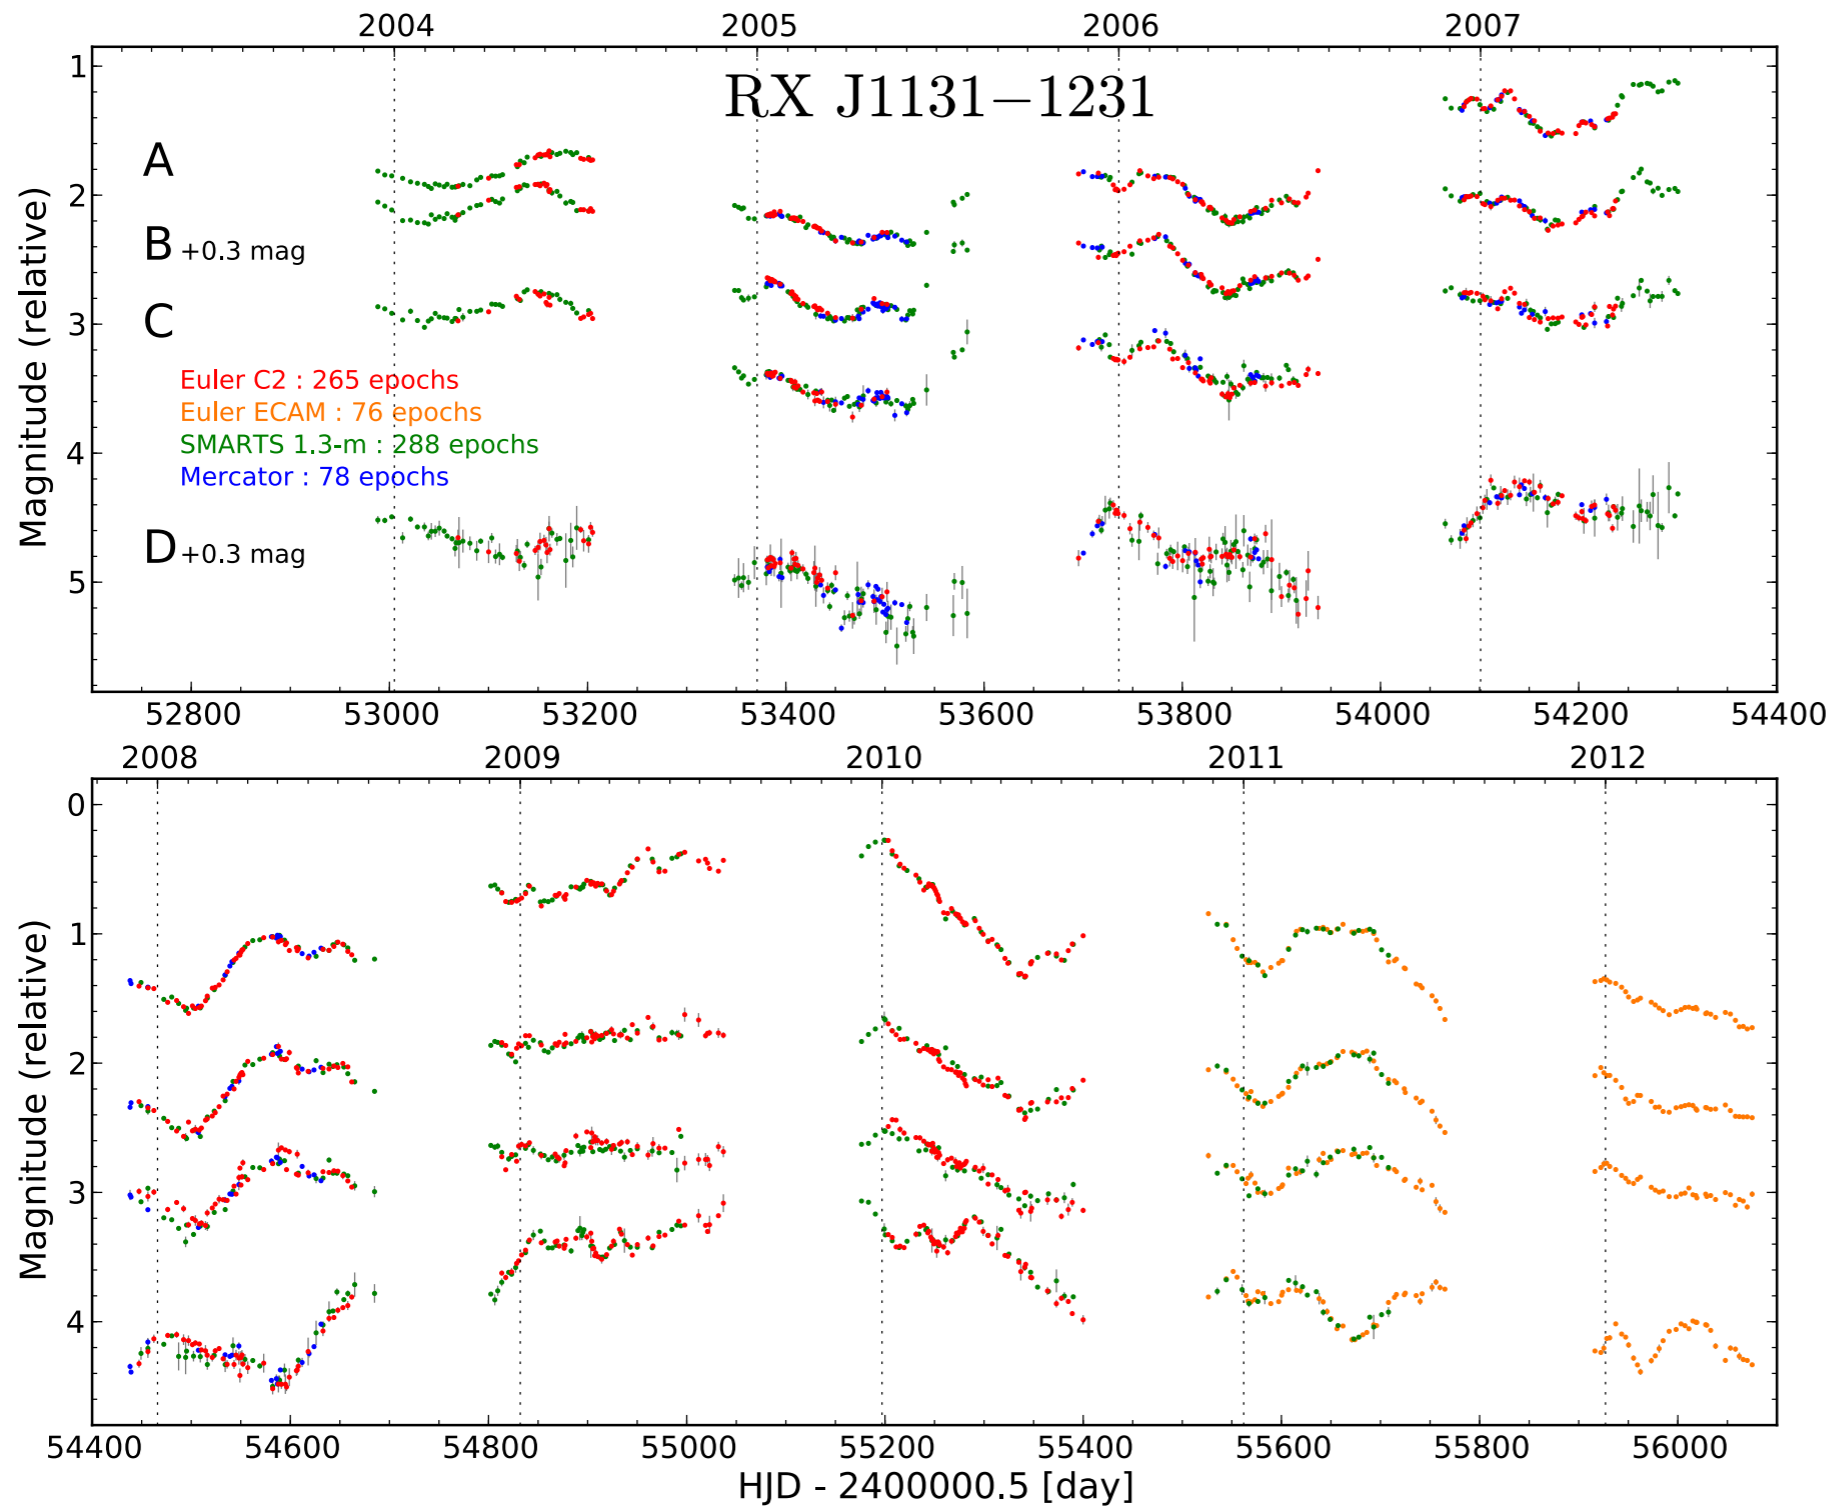 2004 2005 2006 2007
RX J1131−1231
1
2
3
4
5
Magnitude (relative)
A
B +0.3 mag
C
Euler C2 : 265 epochs
Euler ECAM : 76 epochs
SMARTS 1.3-m : 288 epochs
Mercator : 78 epochs
D +0.3 mag
52800 53000 53200 53400 53600 53800 54000 54200 54400
2008 2009 2010 2011 2012
0
1
2
3
4
Magnitude (relative)
54400 54600 54800 55000 55200 55400 55600 55800 56000
HJD - 2400000.5 [day]